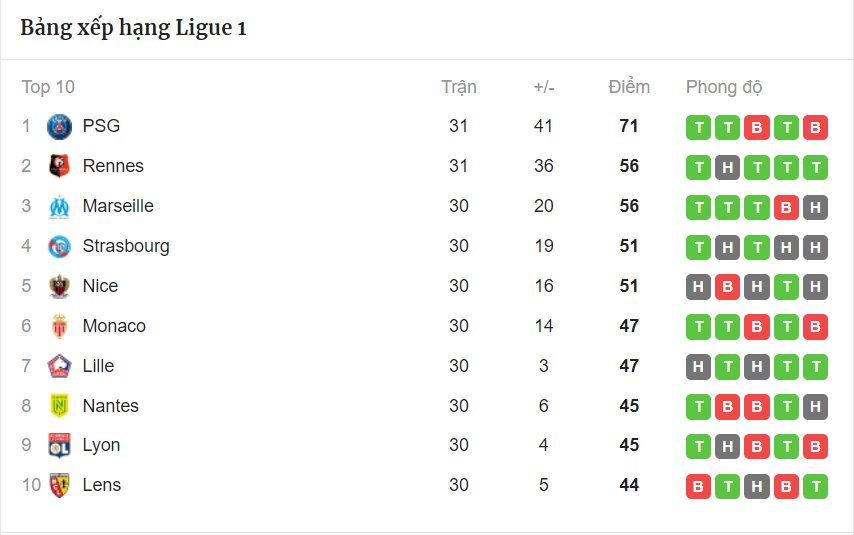 Bảng xếp hạng Ligue 1
Top 10 Trận +/- Điểm Phong độ
1 PSG 31 41 71 T T B T B
2 Rennes 31 36 56 T H T T T
3 Marseille 30 20 56 T T T B H
4 Strasbourg 30 19 51 T H T H H
5 Nice 30 16 51 H B H T H
6 Monaco 30 14 47 T T B T B
7 Lille 30 3 47 H T H T T
8 Nantes 30 6 45 T B B T H
9 Lyon 30 4 45 T H B T B
10 Lens 30 5 44 B T H B T